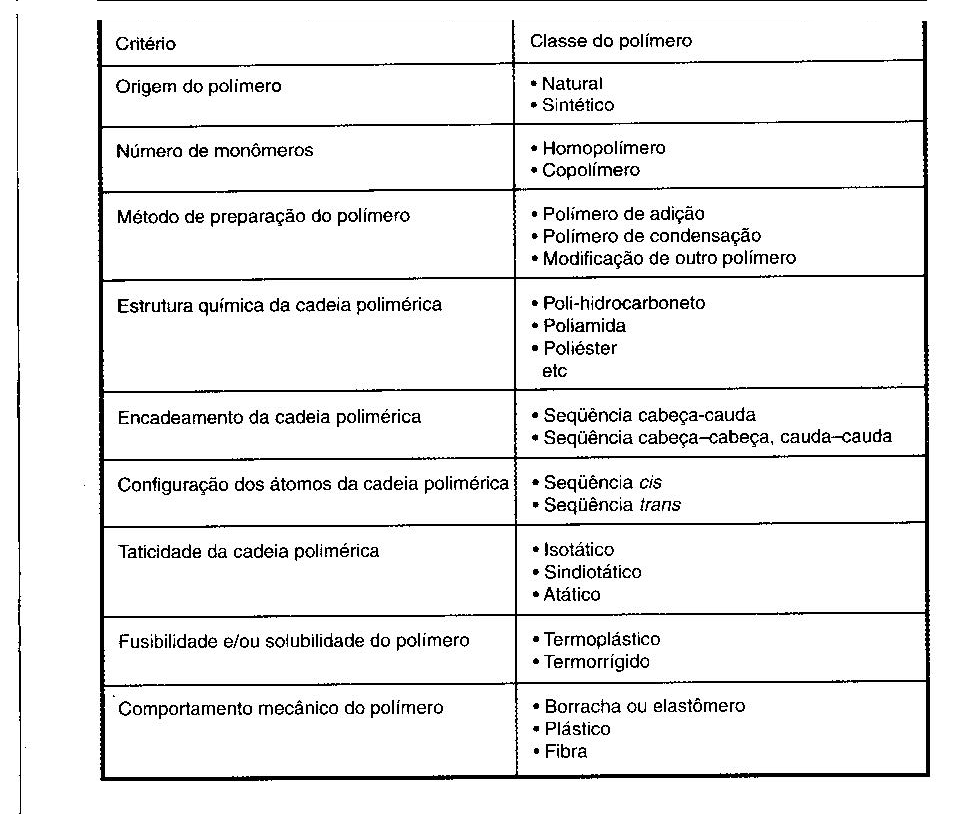 Critério
Classe do polímero
Origem do polímero
• Natural
• Sintético
Número de monômeros
• Homopolímero
• Copolímero
Método de preparação do polímero
• Polímero de adição
• Polímero de condensação
• Modificação de outro polímero
Estrutura química da cadeia polimérica
• Poli-hidrocarboneto
• Poliamida
• Poliéster
etc
Encadeamento da cadeia polimérica
• Seqüência cabeça-cauda
• Seqüência cabeça–cabeça, cauda–cauda
Configuração dos átomos da cadeia polimérica
• Seqüência cis
• Seqüência trans
Taticidade da cadeia polimérica
• Isotático
• Sindiotático
• Atático
Fusibilidade e/ou solubilidade do polímero
• Termoplástico
• Termorrígido
Comportamento mecânico do polímero
• Borracha ou elastômero
• Plástico
• Fibra